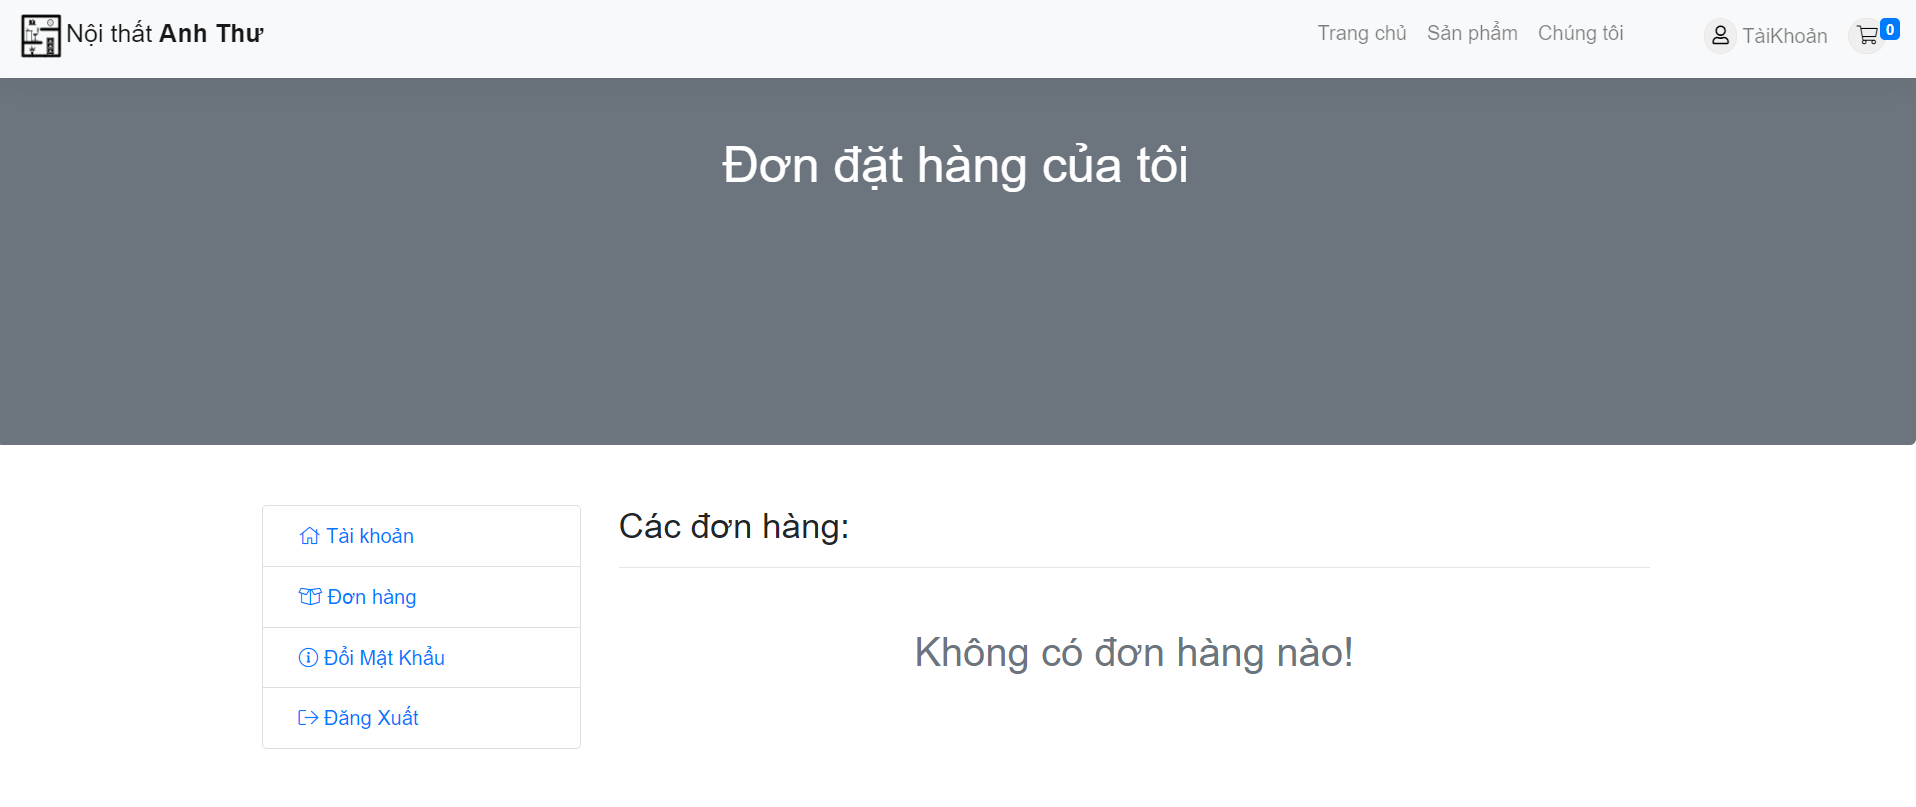 Nội thất Anh Thư
Trang chủ Sản phẩm Chúng tôi TàiKhoản 0
Đơn đặt hàng của tôi
Tài khoản
Đơn hàng
Đổi Mật Khẩu
Đăng Xuất
Các đơn hàng:
Không có đơn hàng nào!